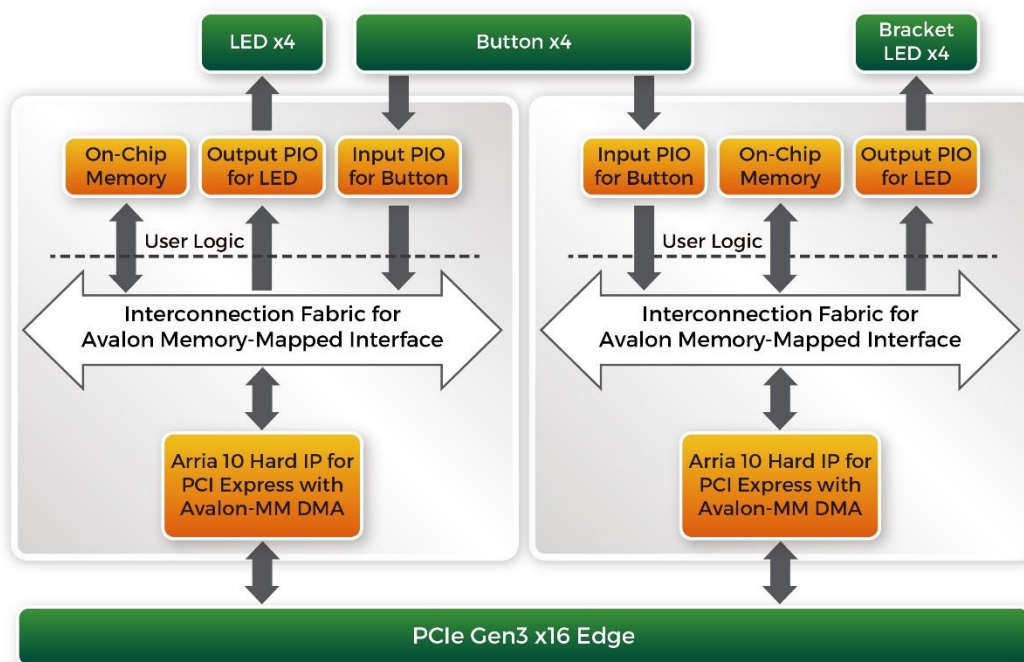 LED x4
Button x4
Bracket
LED x4
On-Chip
Memory
Output PIO
for LED
Input PIO
for Button
Input PIO
for Button
On-Chip
Memory
Output PIO
for LED
User Logic
User Logic
Interconnection Fabric for
Avalon Memory-Mapped Interface
Interconnection Fabric for
Avalon Memory-Mapped Interface
Arria 10 Hard IP for
PCI Express with
Avalon-MM DMA
Arria 10 Hard IP for
PCI Express with
Avalon-MM DMA
PCIe Gen3 x16 Edge